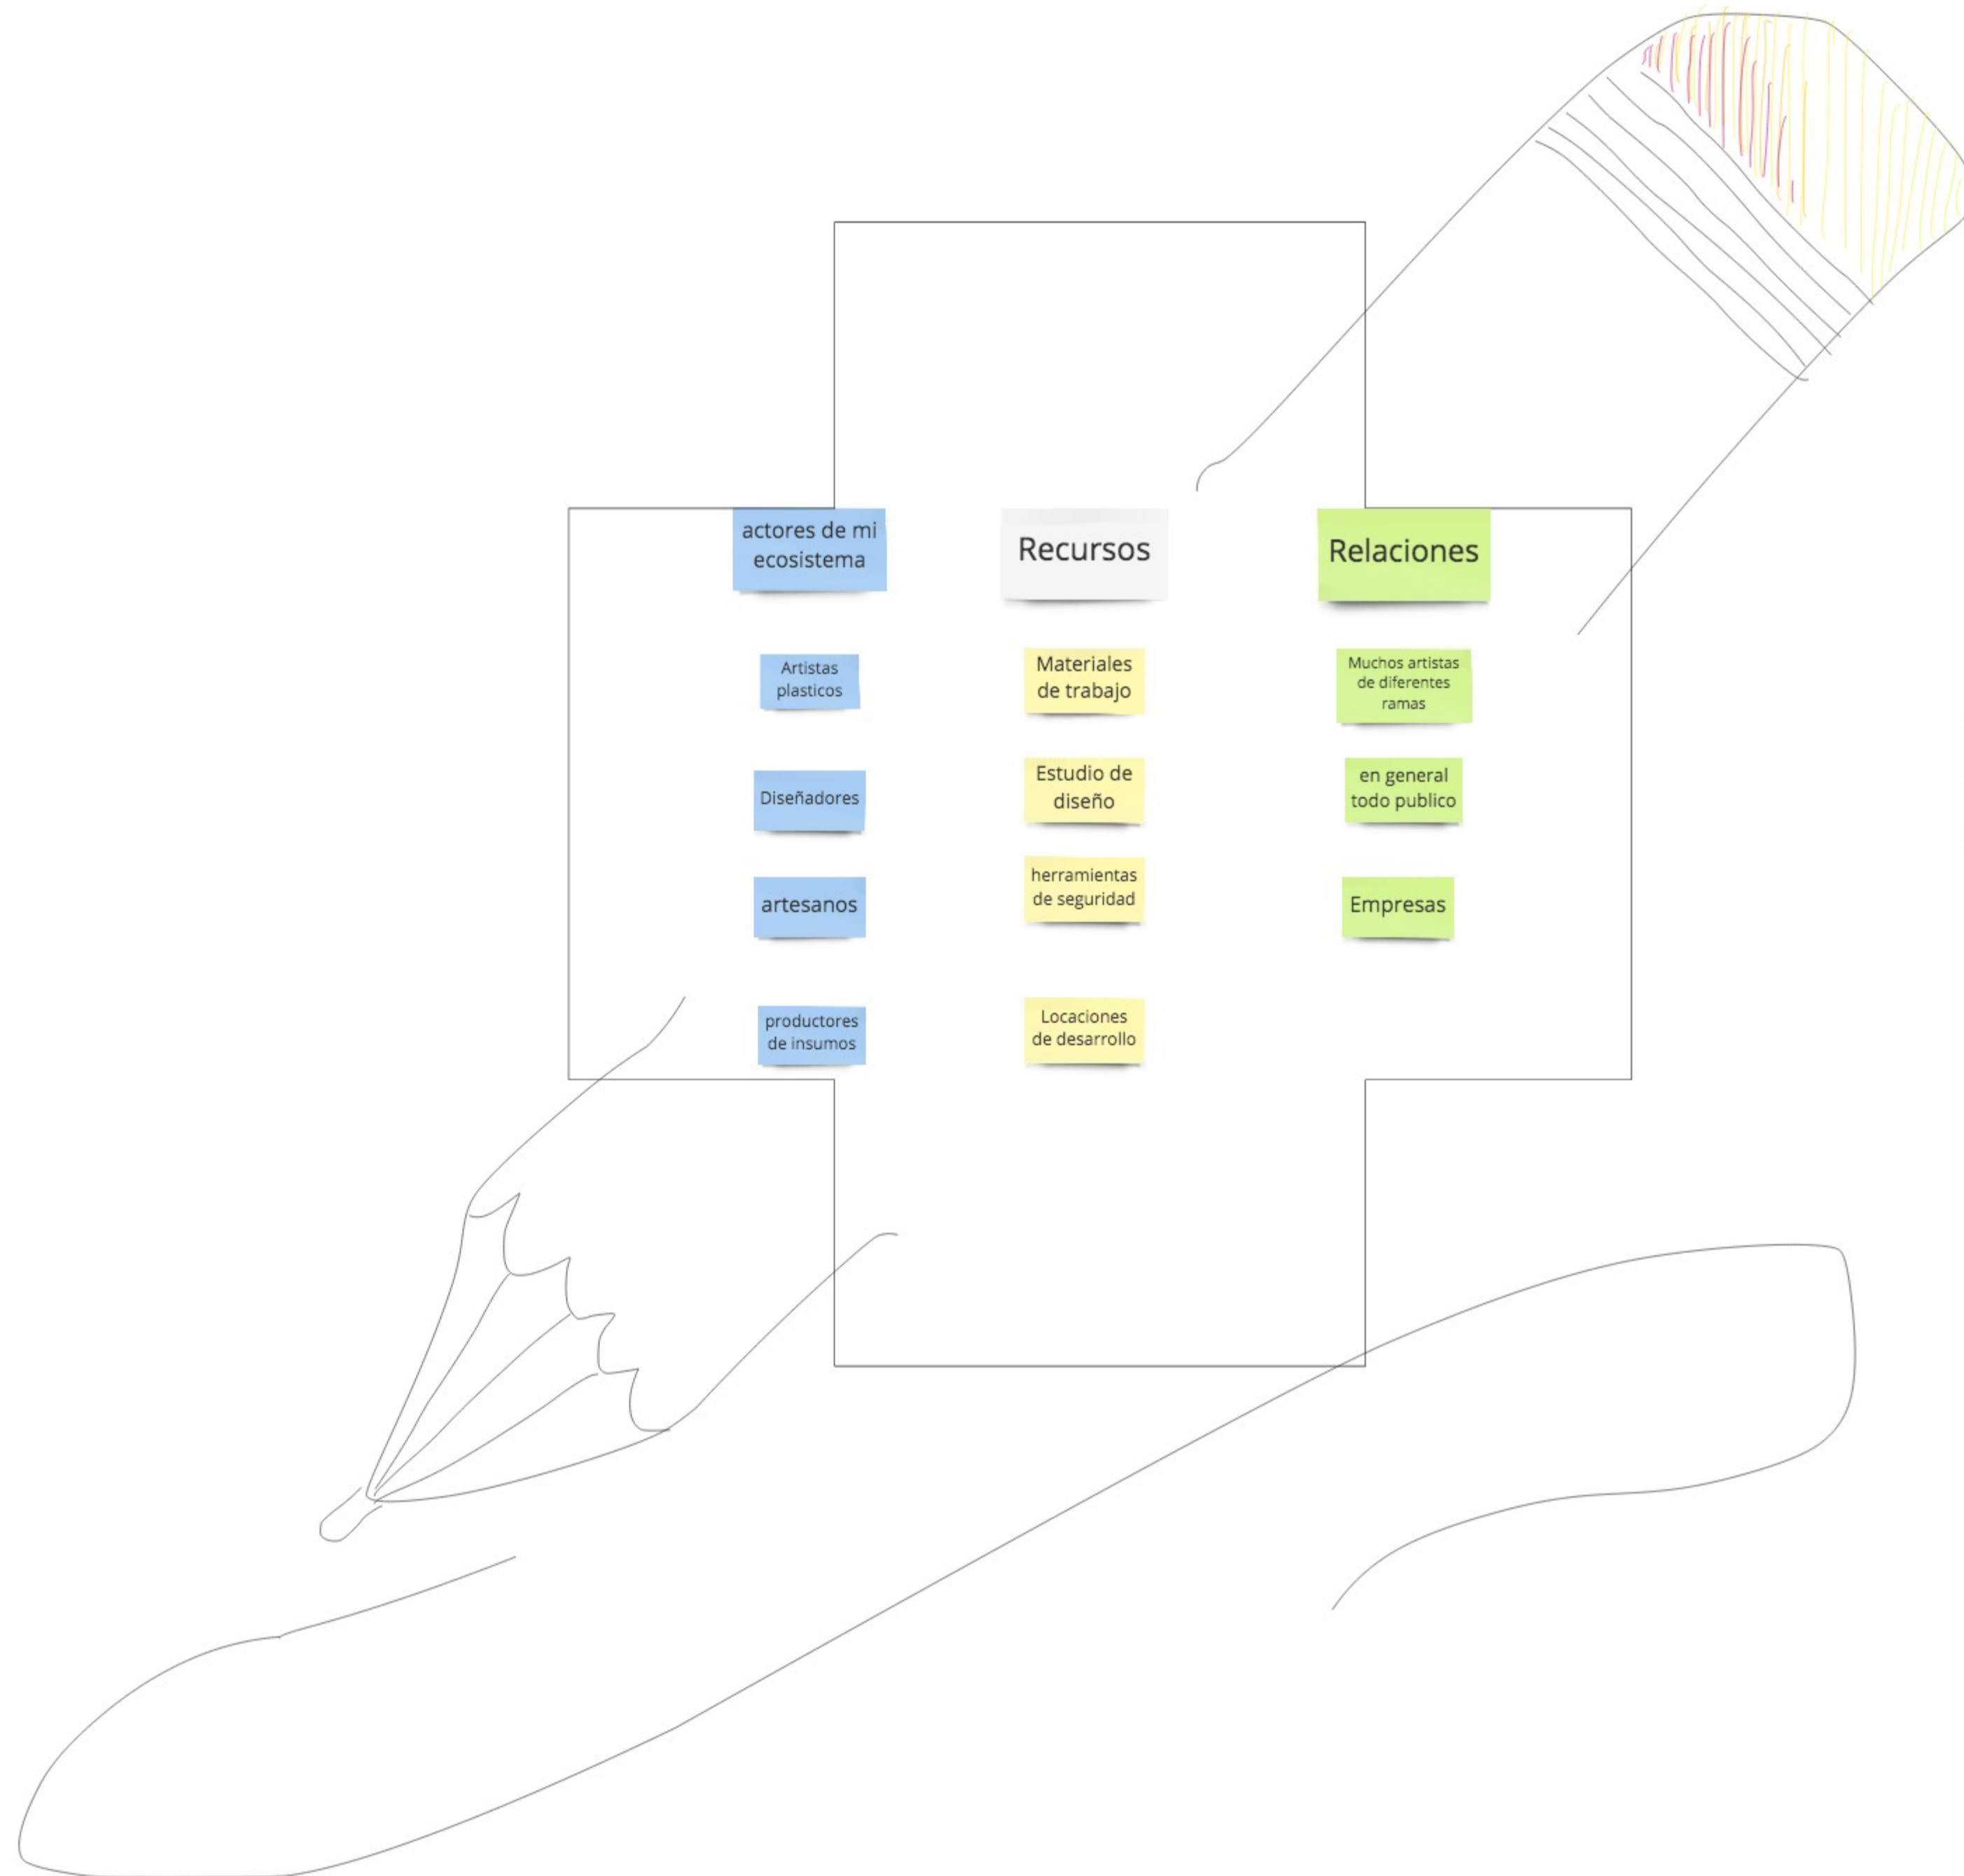 actores de mi
ecosistema
Recursos
Relaciones
Artistas
plasticos
Materiales
de trabajo
Muchos artistas
de diferentes
ramas
Diseñadores
Estudio de
diseño
en general
todo publico
artesanos
herramientas
de seguridad
Empresas
productores
de insumos
Locaciones
de desarrollo